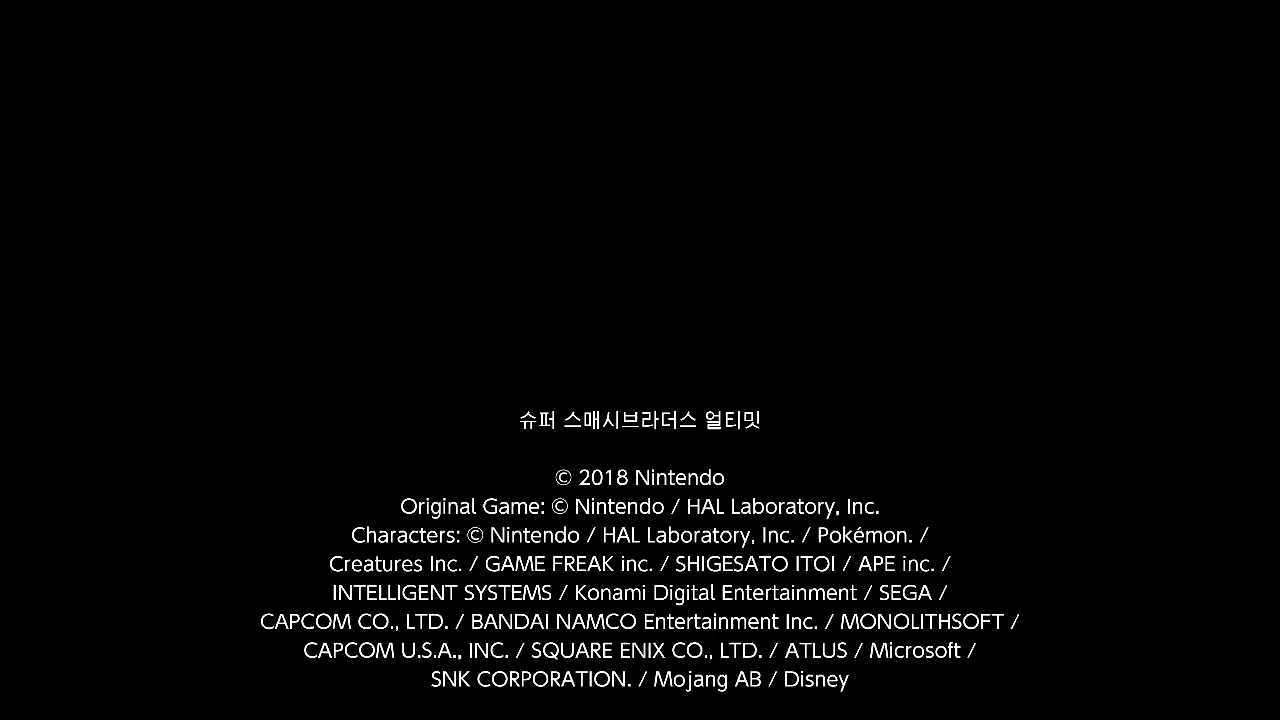 슈퍼 스매시브라더스 얼티밋
© 2018 Nintendo
Original Game: © Nintendo / HAL Laboratory, Inc.
Characters: © Nintendo / HAL Laboratory, Inc. / Pokémon. /
Creatures Inc. / GAME FREAK inc. / SHIGESATO ITOI / APE inc. /
INTELLIGENT SYSTEMS / Konami Digital Entertainment / SEGA /
CAPCOM CO., LTD. / BANDAI NAMCO Entertainment Inc. / MONOLITHSOFT /
CAPCOM U.S.A., INC. / SQUARE ENIX CO., LTD. / ATLUS / Microsoft /
SNK CORPORATION. / Mojang AB / Disney